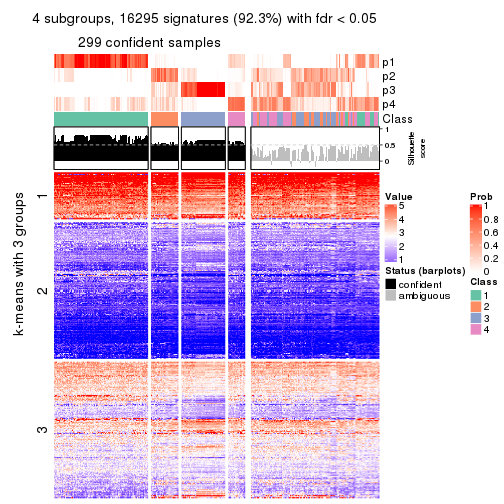 4 subgroups, 16295 signatures (92.3%) with fdr < 0.05
299 confident samples
p1
p2
p3
p4
Class
1
0.5
0
Silhouette
score
k-means with 3 groups
1
2
3
Value
5
4
3
2
1
Status (barplots)
confident
ambiguous
Prob
1
0.8
0.6
0.4
0.2
0
Class
1
2
3
4